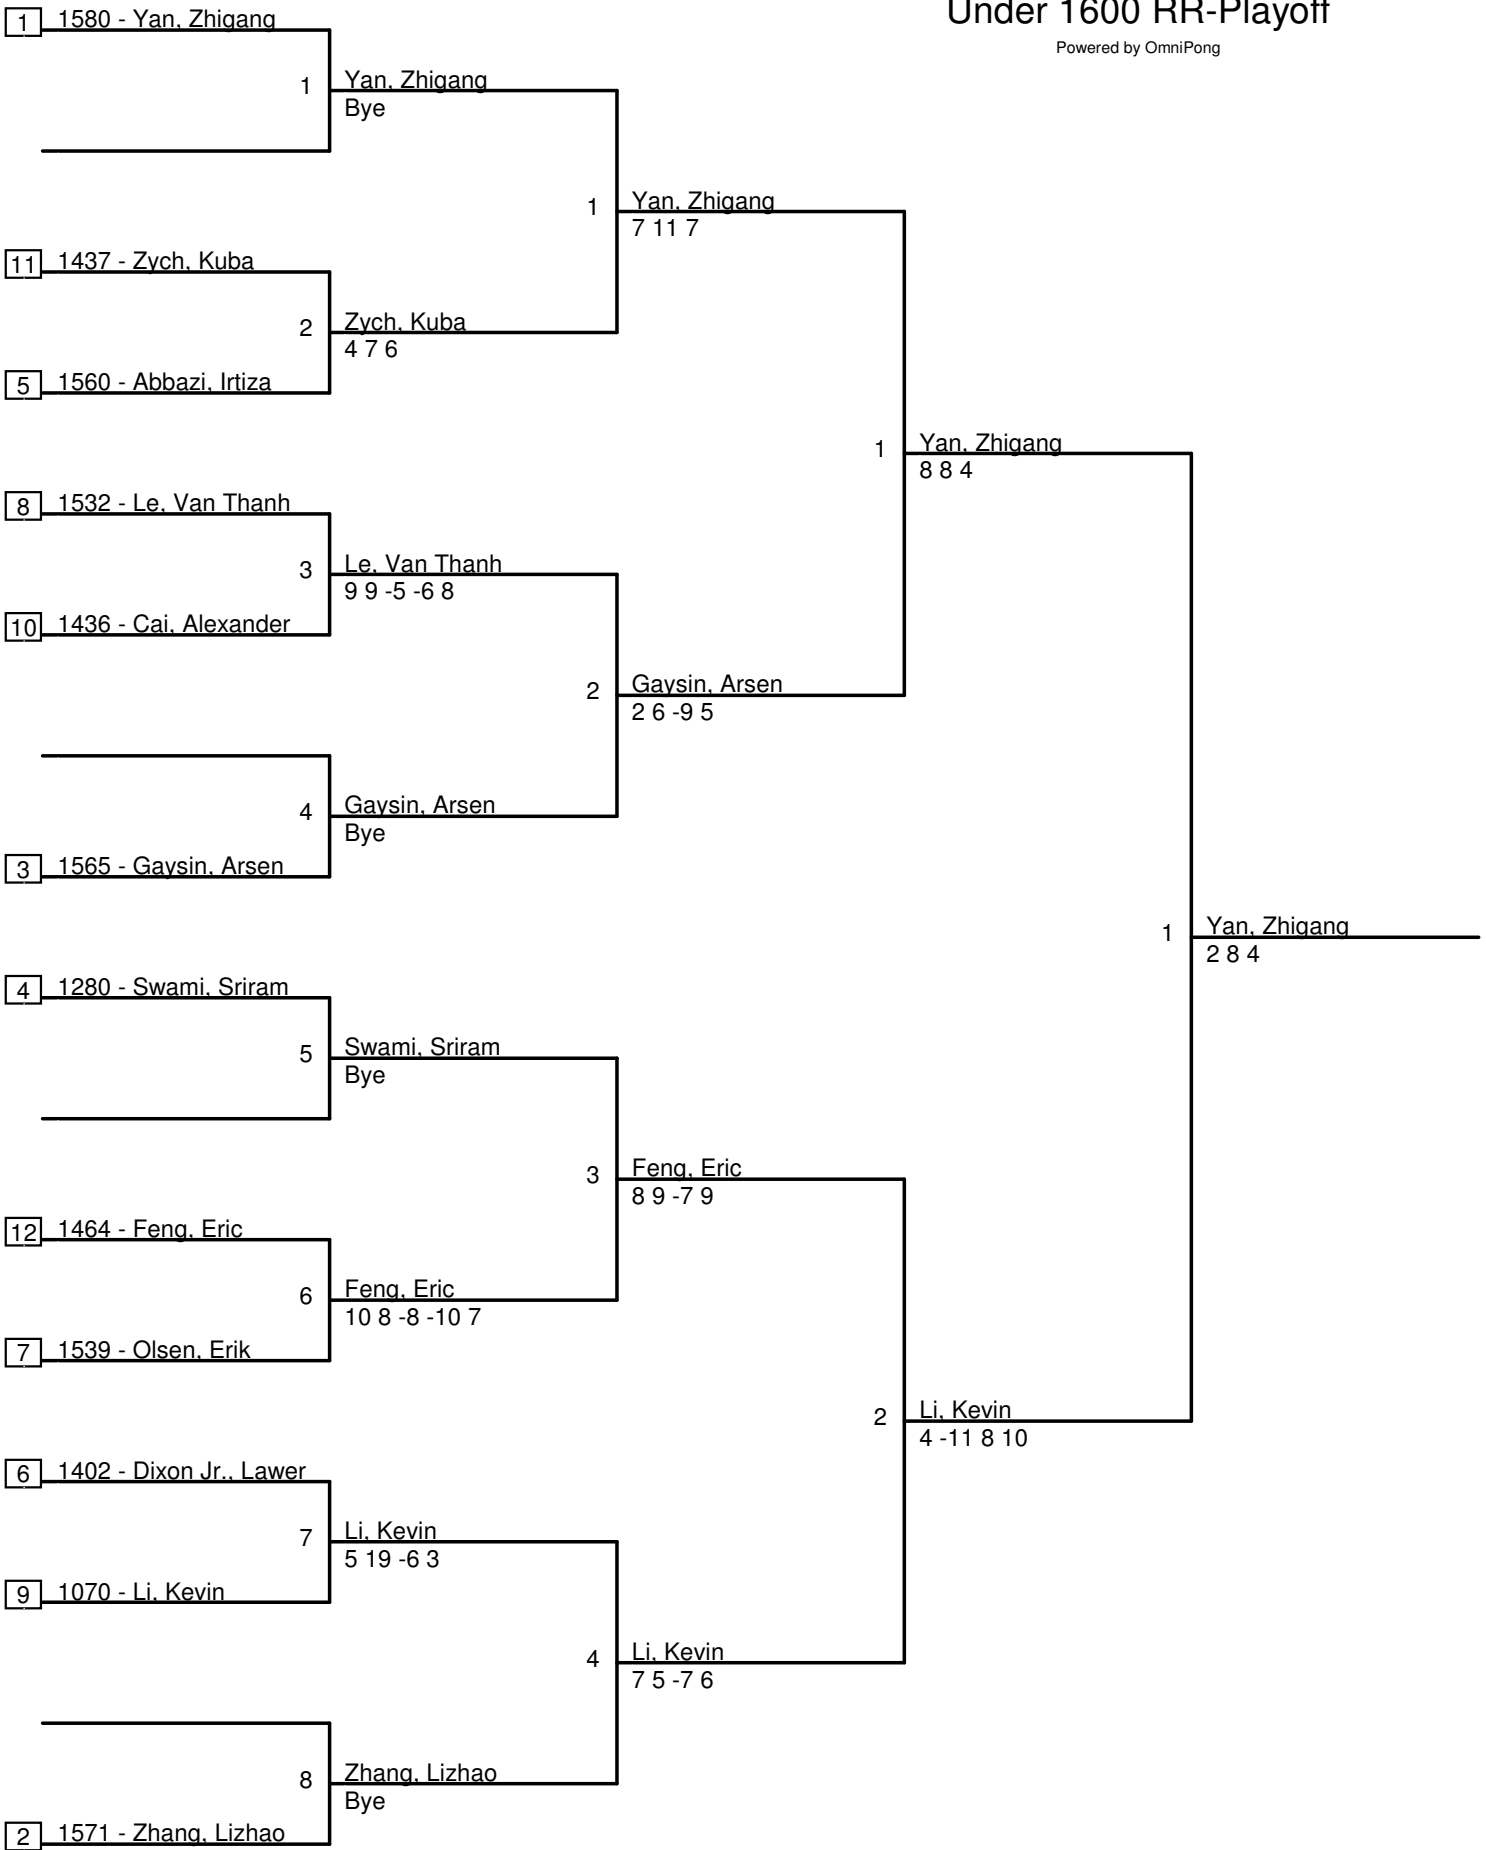 Under 1600 RR-Playoff
Powered by OmniPong
1 1580 - Yan, Zhigang
1 Yan, Zhigang
Bye
1 Yan, Zhigang
7 11 7
11 1437 - Zych, Kuba
2 Zych, Kuba
4 7 6
5 1560 - Abbazi, Irtiza
1 Yan, Zhigang
8 8 4
8 1532 - Le, Van Thanh
3 Le, Van Thanh
9 9 -5 -6 8
10 1436 - Cai, Alexander
2 Gaysin, Arsen
2 6 -9 5
4 Gaysin, Arsen
Bye
3 1565 - Gaysin, Arsen
1 Yan, Zhigang
2 8 4
4 1280 - Swami, Sriram
5 Swami, Sriram
Bye
3 Feng, Eric
8 9 -7 9
12 1464 - Feng, Eric
6 Feng, Eric
10 8 -8 -10 7
7 1539 - Olsen, Erik
2 Li, Kevin
4 -11 8 10
6 1402 - Dixon Jr., Lawer
7 Li, Kevin
5 19 -6 3
9 1070 - Li, Kevin
4 Li, Kevin
7 5 -7 6
8 Zhang, Lizhao
Bye
2 1571 - Zhang, Lizhao